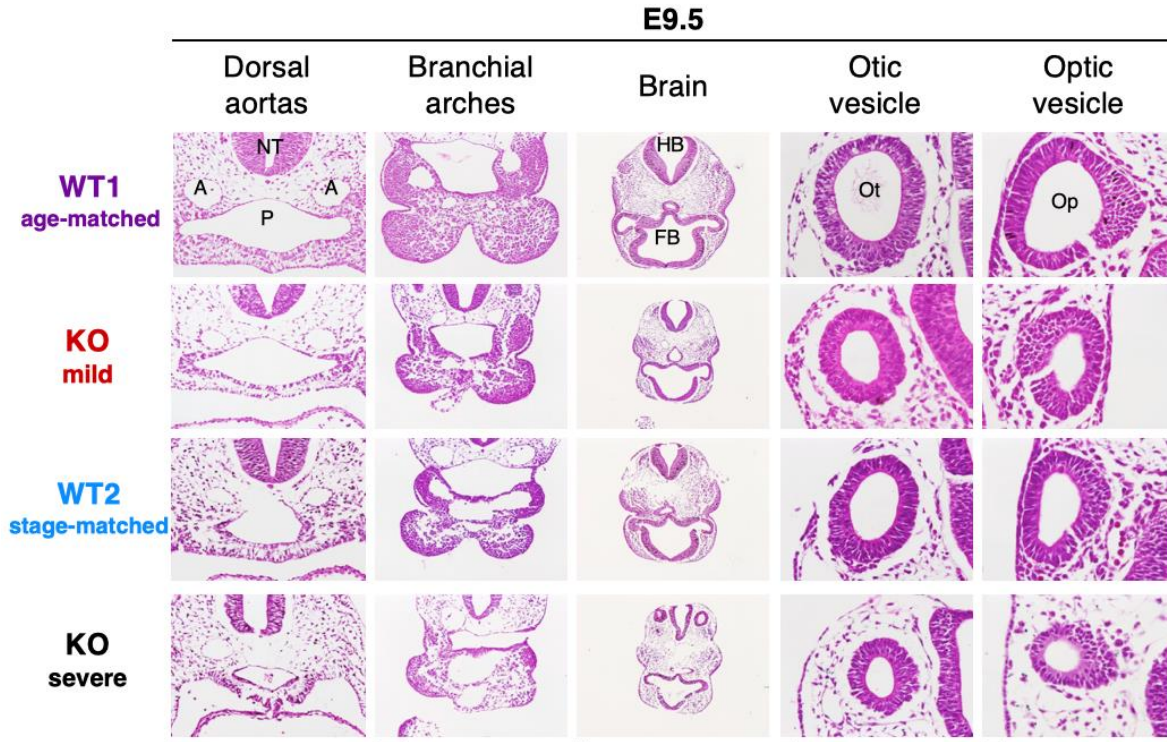 E9.5
Dorsal
aortas
Branchial
arches
Brain
Otic
vesicle
Optic
vesicle
WT1
age-matched
NT
A
A
P
HB
FB
Ot
Op
KO
mild
WT2
stage-matched
KO
severe